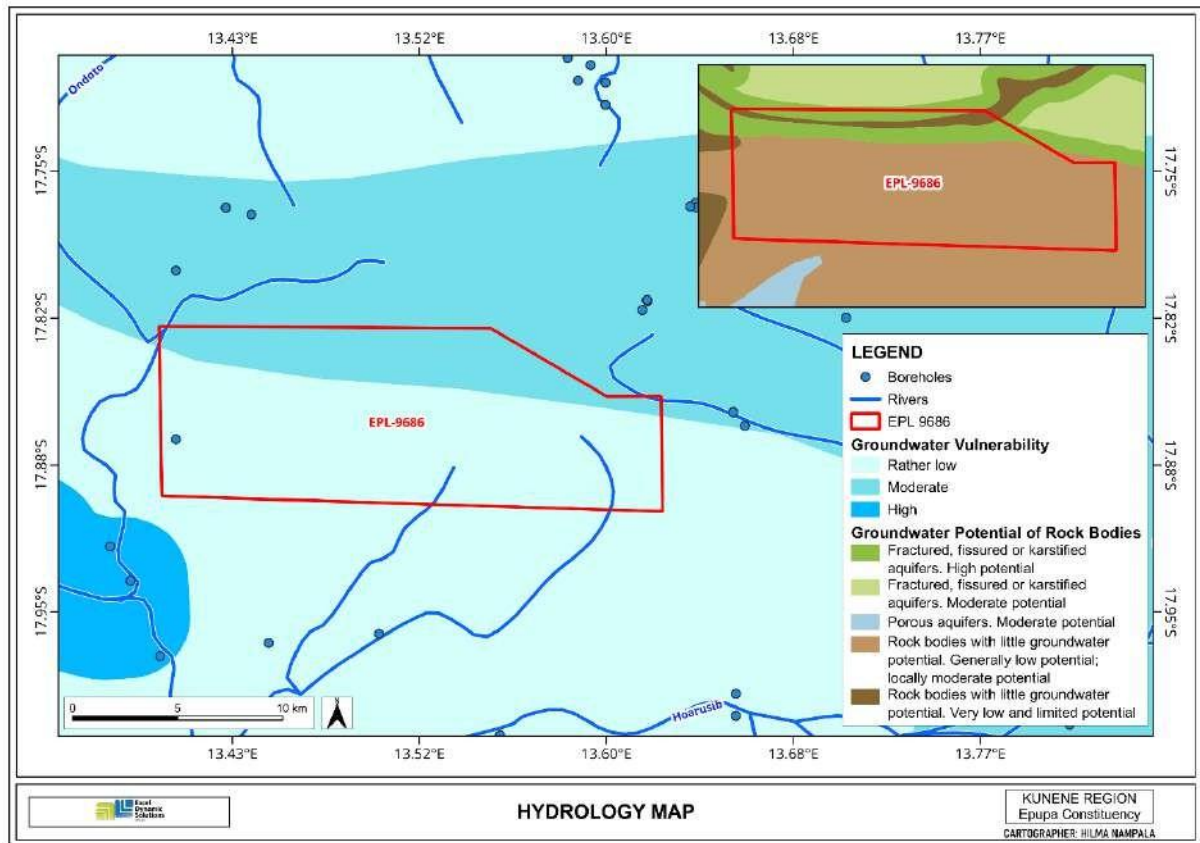 13.43°E 13.52°E 13.60°E 13.68°E 13.77°E
Ondoto
17.75°S
17.82°S
17.88°S
17.95°S
EPL-9686
EPL-9686
17.75°S
17.82°S
17.88°S
17.95°S
LEGEND
Boreholes
Rivers
EPL 9686
Groundwater Vulnerability
Rather low
Moderate
High
Groundwater Potential of Rock Bodies
Fractured, fissured or karstified
aquifers. High potential
Fractured, fissured or karstified
aquifers. Moderate potential
Porous aquifers. Moderate potential
Rock bodies with little groundwater
potential. Generally low potential;
locally moderate potential
Rock bodies with little groundwater
potential. Very low and limited potential
0 5 10 km
N
Hoarusib
13.43°E 13.52°E 13.60°E 13.68°E 13.77°E
Excel
Dynamic
Solutions
HYDROLOGY MAP
KUNENE REGION
Epupa Constituency
CARTOGRAPHER: HILMA NAMPALA